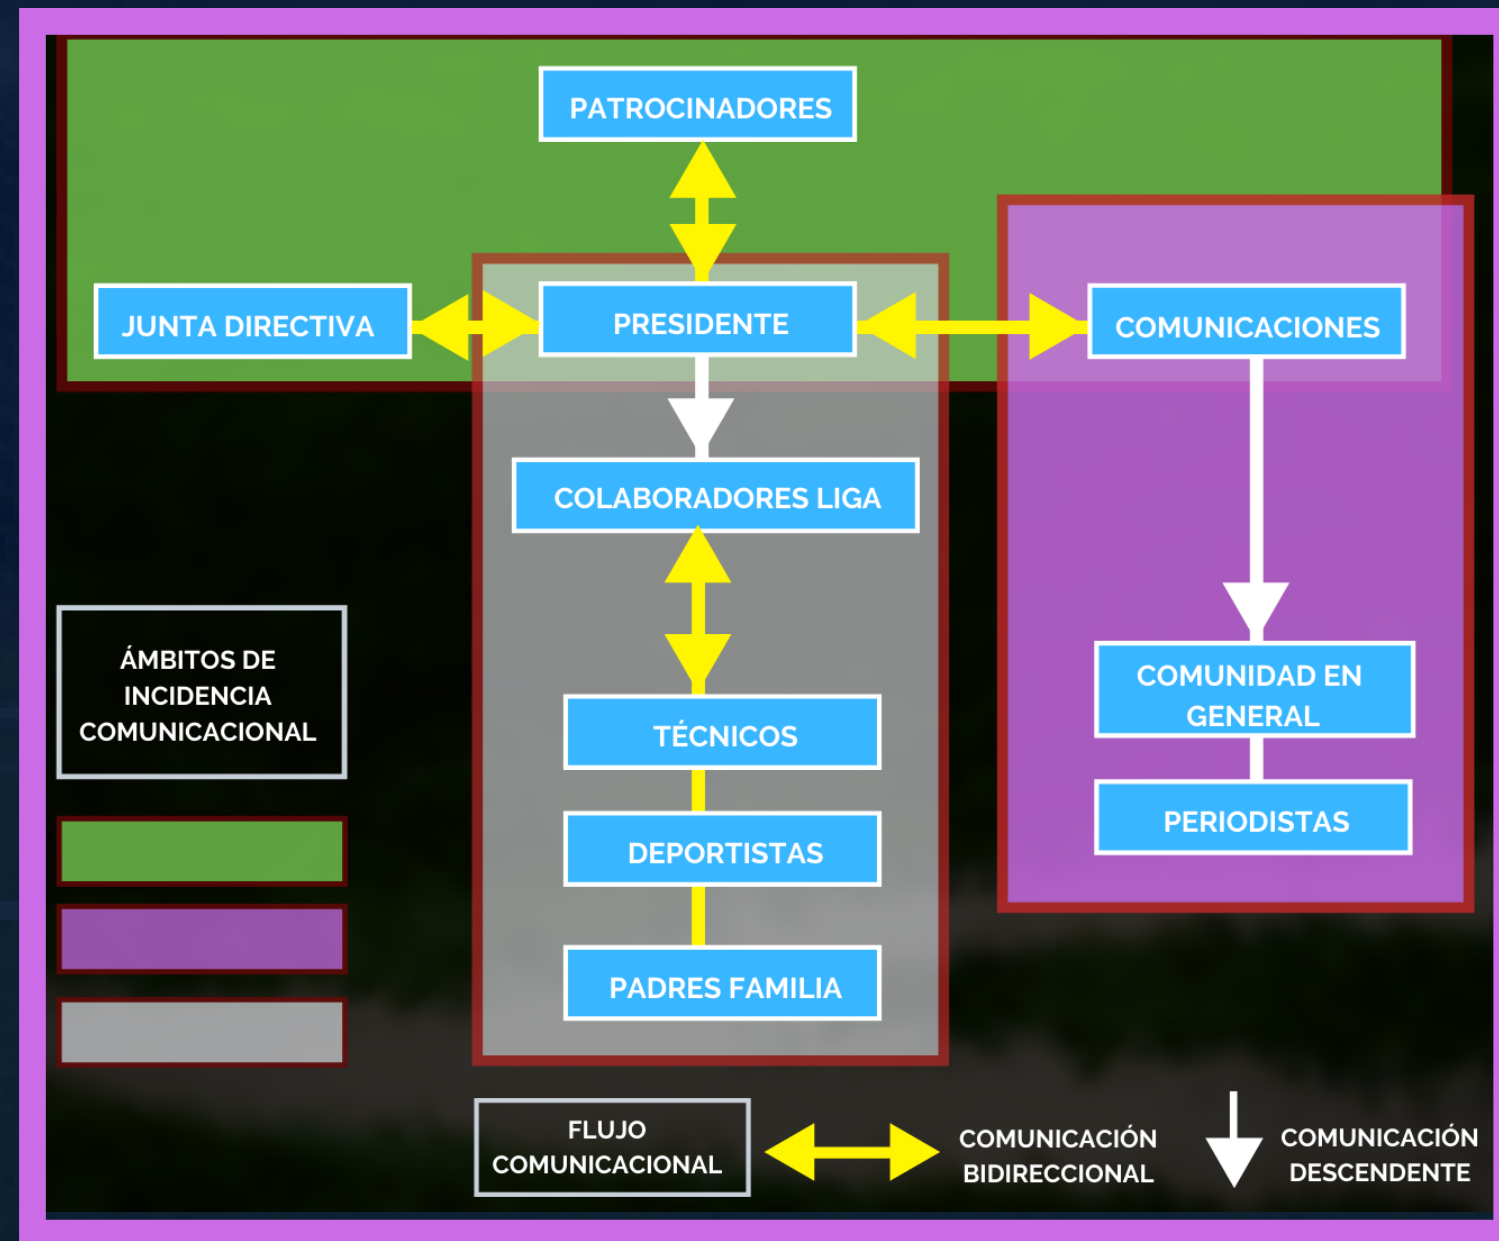 PATROCINADORES
JUNTA DIRECTIVA
PRESIDENTE
COMUNICACIONES
COLABORADORES LIGA
ÁMBITOS DE
INCIDENCIA
COMUNICACIONAL
TÉCNICOS
DEPORTISTAS
PADRES FAMILIA
COMUNIDAD EN
GENERAL
PERIODISTAS
FLUJO
COMUNICACIONAL
COMUNICACIÓN
BIDIRECCIONAL
COMUNICACIÓN
DESCENDENTE